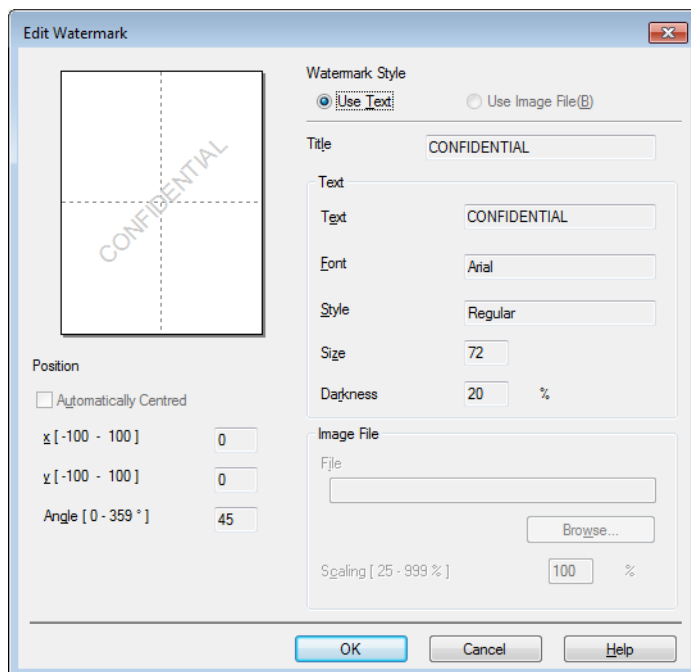 Edit Watermark
CONFIDENTIAL
Position
Automatically Centred
x [ -100 - 100 ] 0
y [ -100 - 100 ] 0
Angle [ 0 - 359 ° ] 45
Watermark Style
Use Text Use Image File(B)
Title CONFIDENTIAL
Text
Text CONFIDENTIAL
Font Arial
Style Regular
Size 72
Darkness 20 %
Image File
File
Browse...
Scaling [ 25 - 999 % ] 100 %
OK Cancel Help